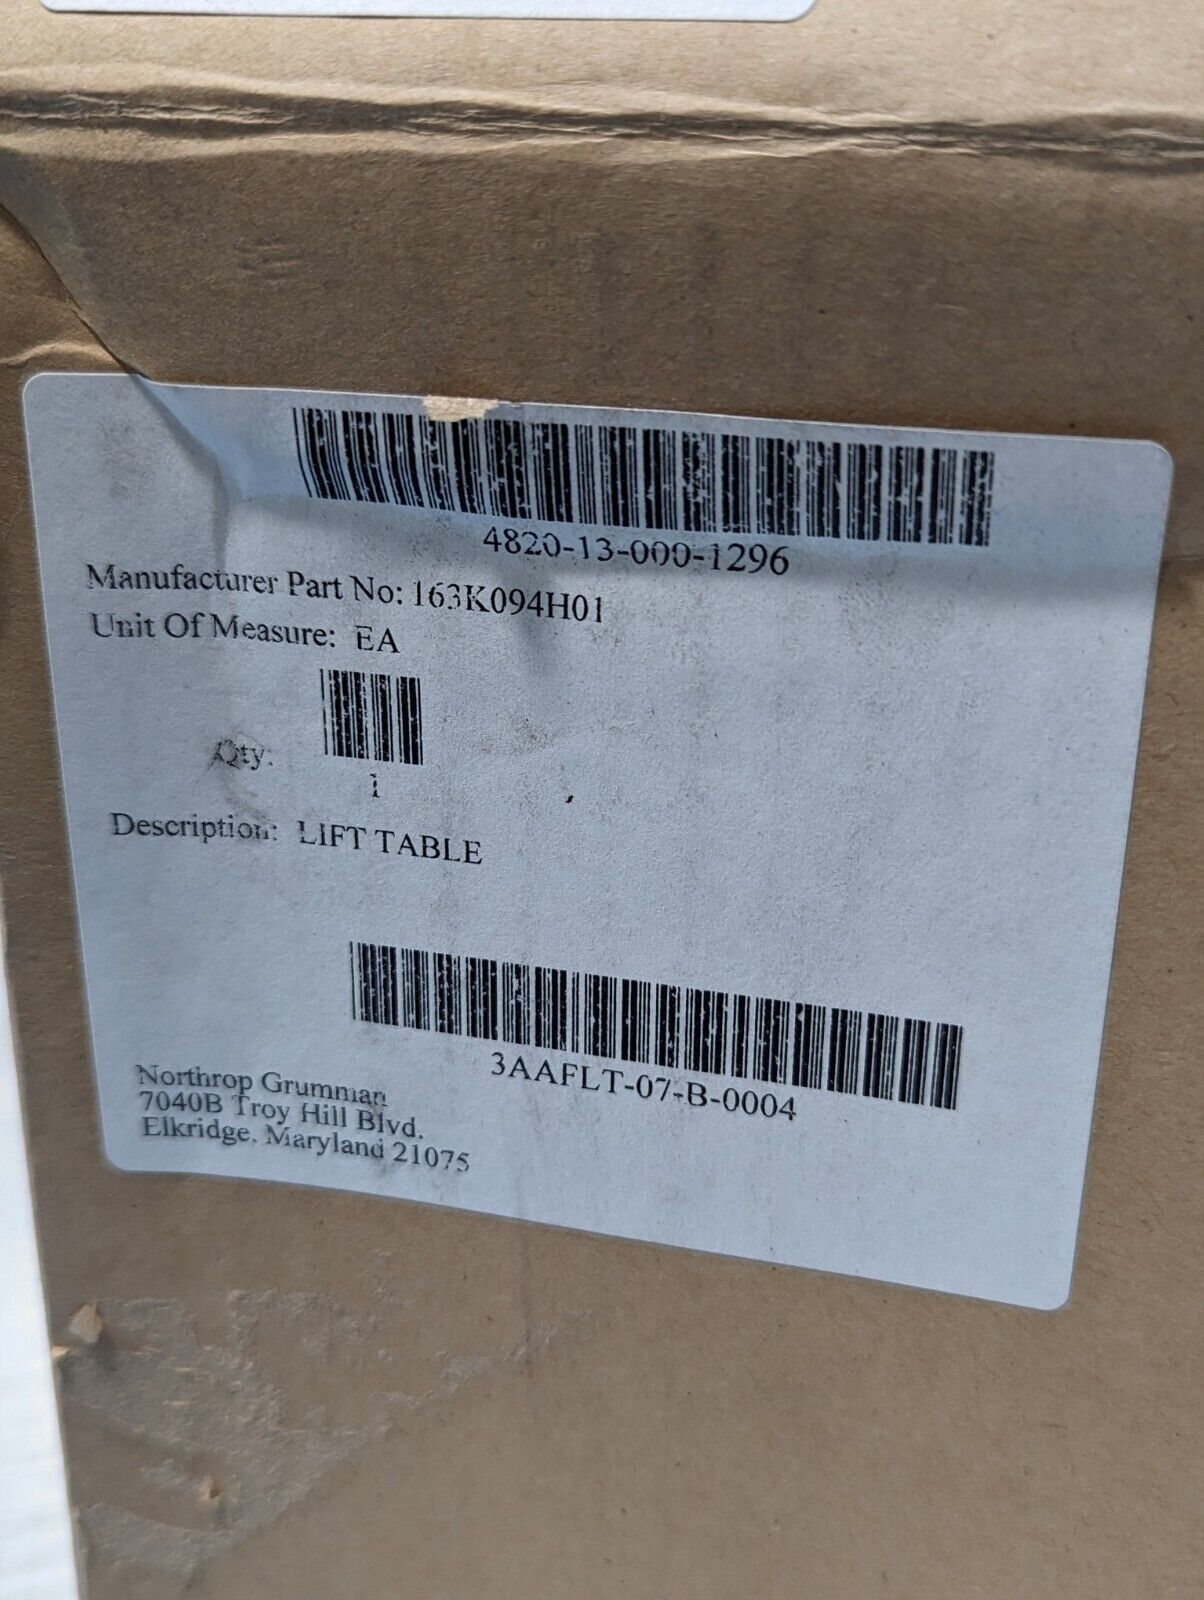 4820-13-000-1296
Manufacturer Part No: 163K094H01
Unit Of Measure: EA
Qty:
1
Description: LIFT TABLE
3AAFLT-07-B-0004
Northrop Grumman
7040B Troy Hill Blvd.
Elkridge, Maryland 21075